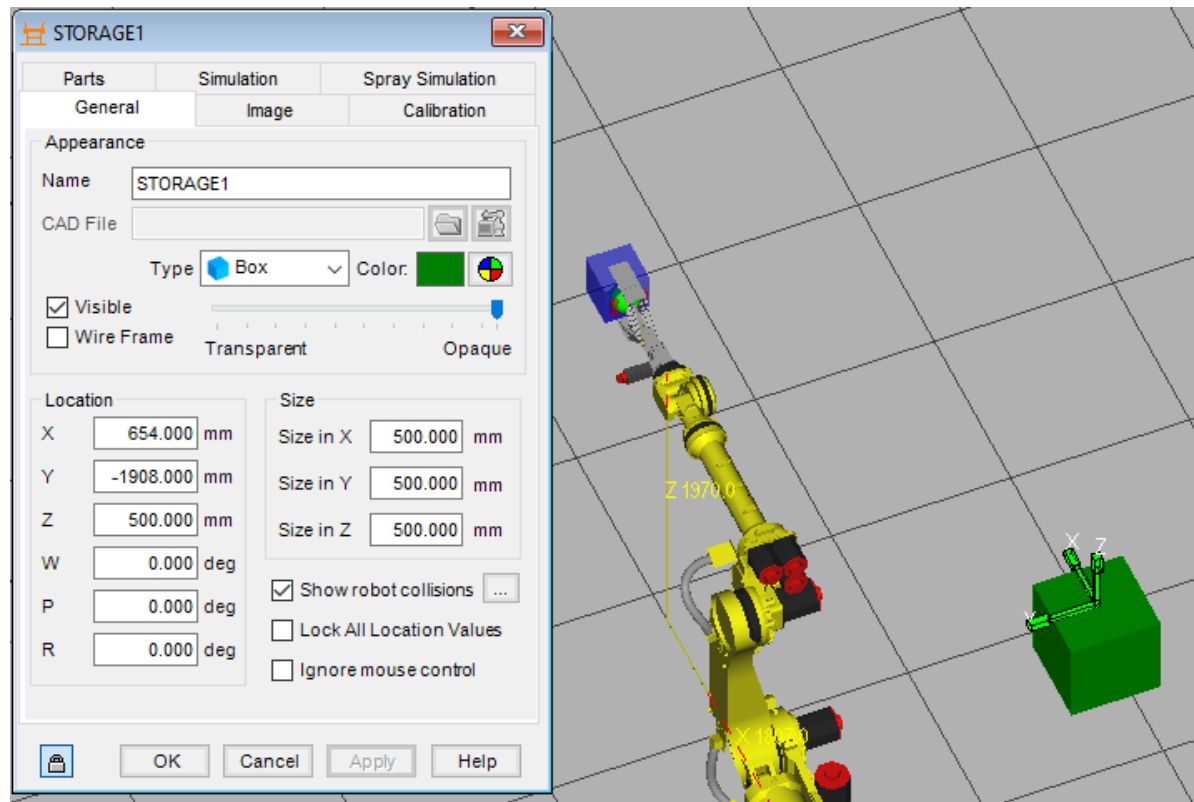 STORAGE1
Parts Simulation Spray Simulation
General Image Calibration
Appearance
Name STORAGE1
CAD File
Type Box Color:
Visible
Wire Frame
Transparent Opaque
Location Size
X 654.000 mm Size in X 500.000 mm
Y -1908.000 mm Size in Y 500.000 mm
Z 500.000 mm Size in Z 500.000 mm
W 0.000 deg
P 0.000 deg
R 0.000 deg
Show robot collisions ...
Lock All Location Values
Ignore mouse control
OK Cancel Apply Help
Z 1970.0
X Z
Y